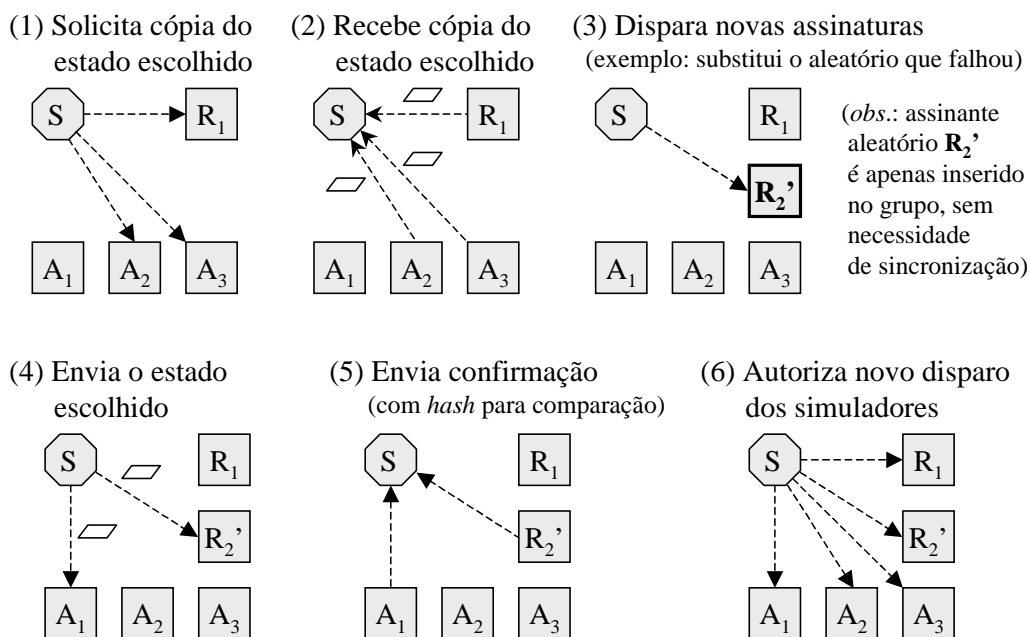 (1) Solicita cópia do
estado escolhido
S
R1
A1
A2
A3
(2) Recebe cópia do
estado escolhido
S
R1
A1
A2
A3
(3) Dispara novas assinaturas
(exemplo: substitui o aleatório que falhou)
S
R1
R2’
A1
A2
A3
(obs.: assinante
aleatório R2’
é apenas inserido
no grupo, sem
necessidade
de sincronização)
(4) Envia o estado
escolhido
S
R1
R2’
A1
A2
A3
(5) Envia confirmação
(com hash para comparação)
S
R1
R2’
A1
A2
A3
(6) Autoriza novo disparo
dos simuladores
S
R1
R2’
A1
A2
A3